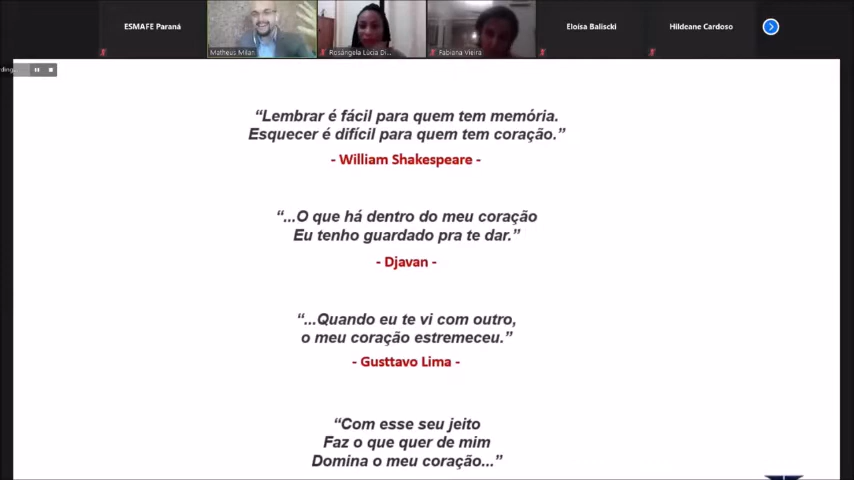 ESMAFE Paraná
Eloísa Baliscki
Hildeane Cardoso
Matheus Milan
Rosângela Lúcia Di...
Fabiana Vieira
ding...
“Lembrar é fácil para quem tem memória.
Esquecer é difícil para quem tem coração.”
- William Shakespeare -
“...O que há dentro do meu coração
Eu tenho guardado pra te dar.”
- Djavan -
“...Quando eu te vi com outro,
o meu coração estremeceu.”
- Gusttavo Lima -
“Com esse seu jeito
Faz o que quer de mim
Domina o meu coração...”